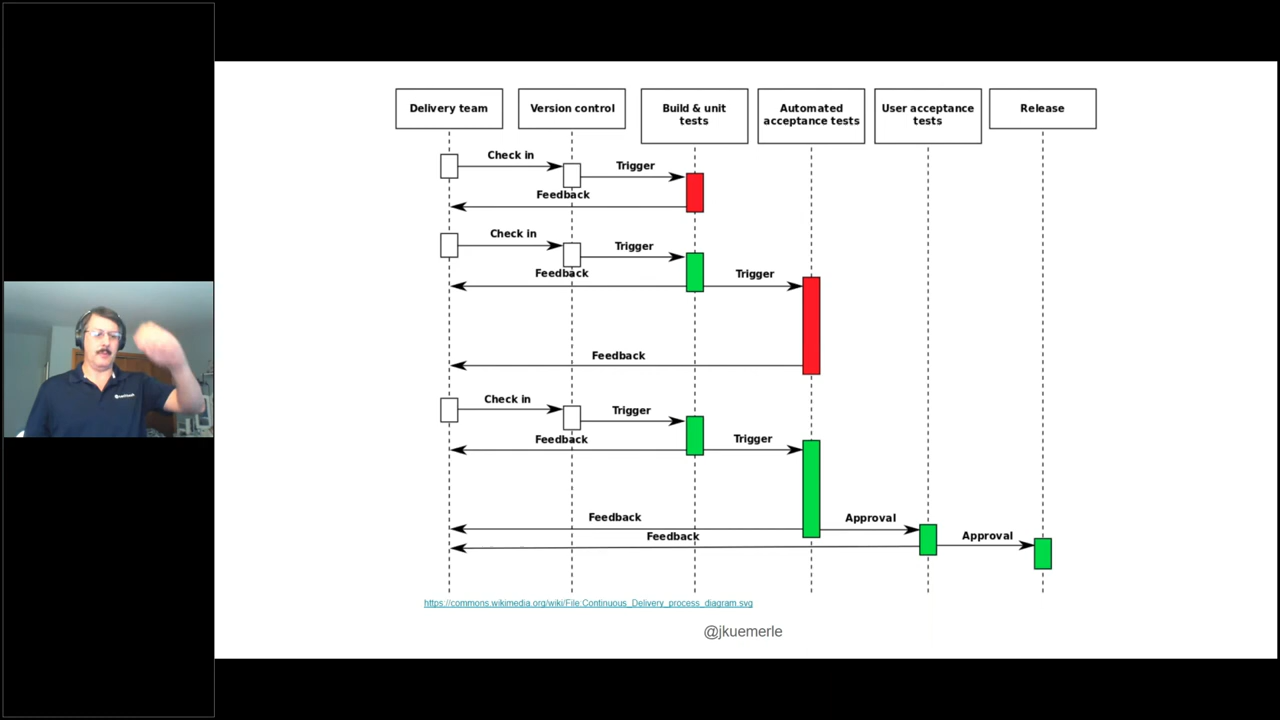 Delivery team
Version control
Build & unit
tests
Automated
acceptance tests
User acceptance
tests
Release
Check in
Trigger
Feedback
Check in
Trigger
Feedback
Trigger
Feedback
Check in
Trigger
Feedback
Trigger
Feedback
Approval
Feedback
Approval
https://commons.wikimedia.org/wiki/File:Continuous_Delivery_process_diagram.svg
@jkuemerle